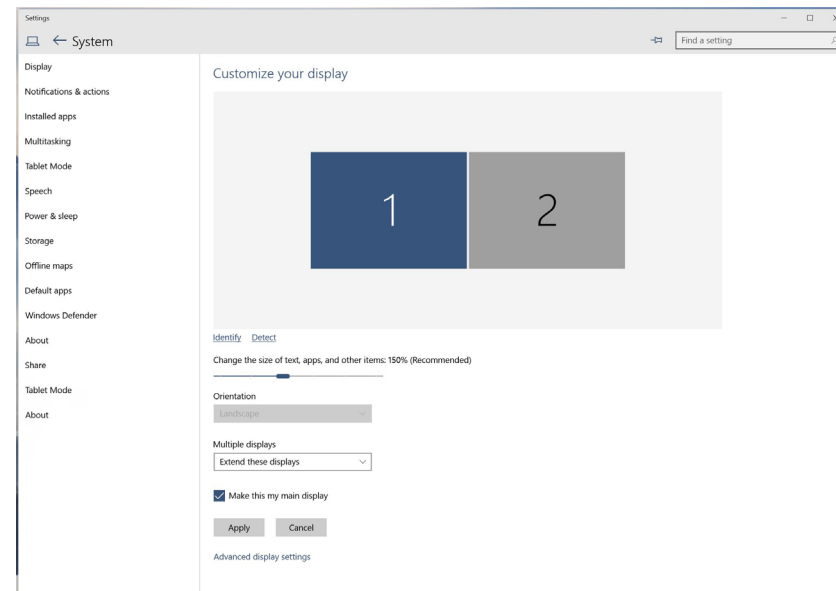 Settings
System
Find a setting
Display
Notifications & actions
Installed apps
Multitasking
Tablet Mode
Speech
Power & sleep
Storage
Offline maps
Default apps
Windows Defender
About
Share
Tablet Mode
About
Customize your display
1 2
Identify Detect
Change the size of text, apps, and other items: 150% (Recommended)
Orientation
Landscape
Multiple displays
Extend these displays
Make this my main display
Apply Cancel
Advanced display settings